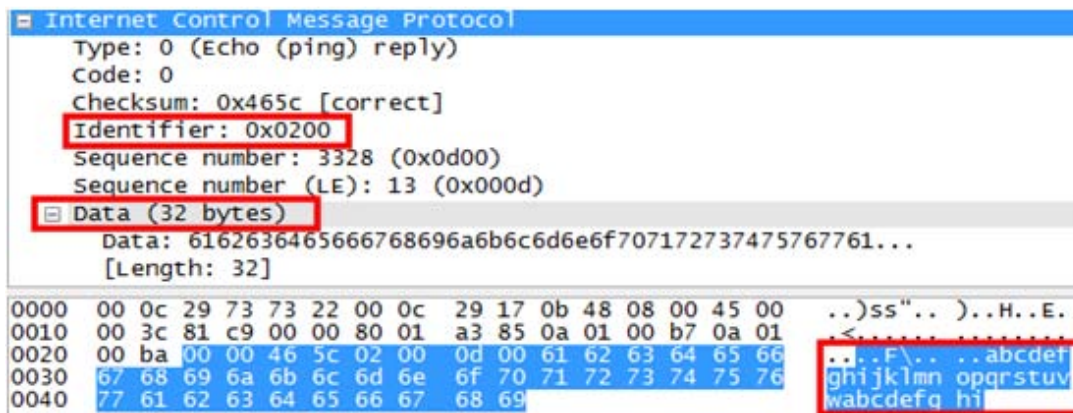 Internet Control Message Protocol
Type: 0 (Echo (ping) reply)
Code: 0
Checksum: 0x465c [correct]
Identifier: 0x0200
Sequence number: 3328 (0x0d00)
Sequence number (LE): 13 (0x000d)
Data (32 bytes)
Data: 6162636465666768696a6b6c6d6e6f707172737475767761...
[Length: 32]
0000 00 0c 29 73 73 22 00 0c 29 17 0b 48 08 00 45 00 ..)ss".. )..H..E.
0010 00 3c 81 c9 00 00 80 01 a3 85 0a 01 00 b7 0a 01 .<...... ........
0020 00 ba 00 00 46 5c 02 00 0d 00 61 62 63 64 65 66 ....F\.. ..abcdef
0030 67 68 69 6a 6b 6c 6d 6e 6f 70 71 72 73 74 75 76 ghijklmn opqrstuv
0040 77 61 62 63 64 65 66 67 68 69 wabcdefg hi